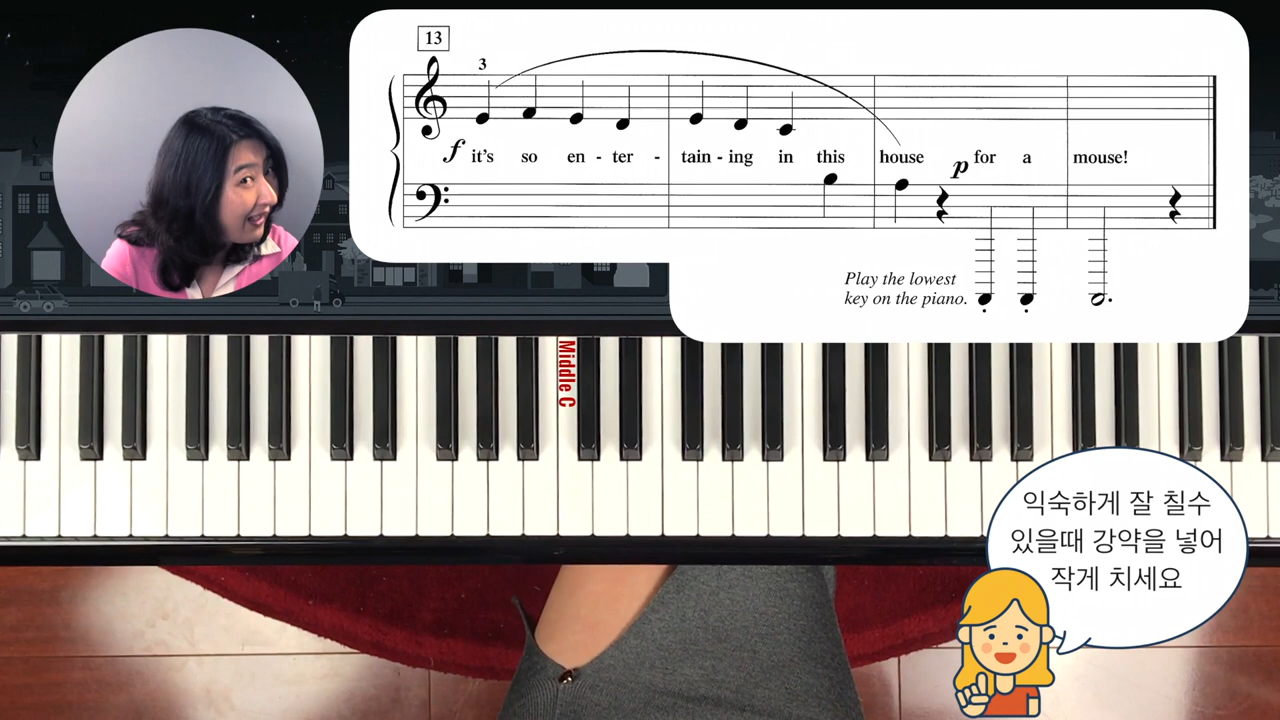 13
3
f it's so en - ter - tain - ing in this house p for a mouse!
Play the lowest
key on the piano.
Middle C
익숙하게 잘 칠수
있을때 강약을 넣어
작게 치세요